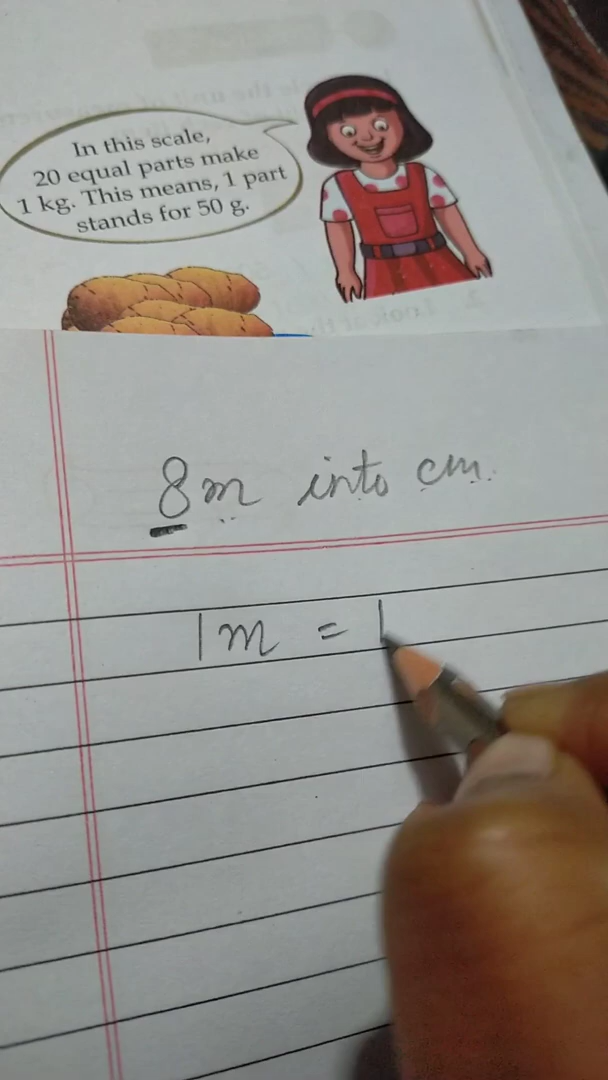 In this scale,
20 equal parts make
1 kg. This means, 1 part
stands for 50 g.
8m into cm.
1m = 1